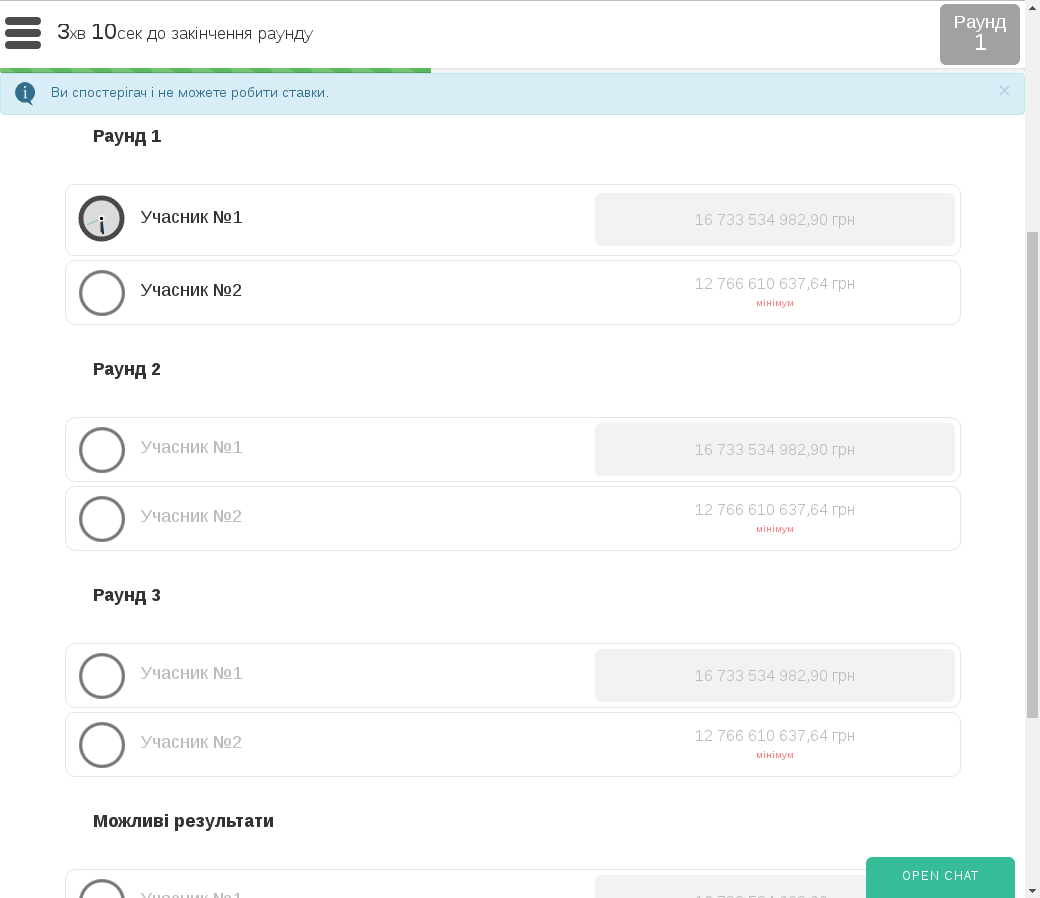 3хв 10сек до закінчення раунду
Раунд
1
Ви спостерігач і не можете робити ставки.
×
Раунд 1
Учасник №1
16 733 534 982,90 грн
Учасник №2
12 766 610 637,64 грн
мінімум
Раунд 2
Учасник №1
16 733 534 982,90 грн
Учасник №2
12 766 610 637,64 грн
мінімум
Раунд 3
Учасник №1
16 733 534 982,90 грн
Учасник №2
12 766 610 637,64 грн
мінімум
Можливі результати
Учасник №1
OPEN CHAT